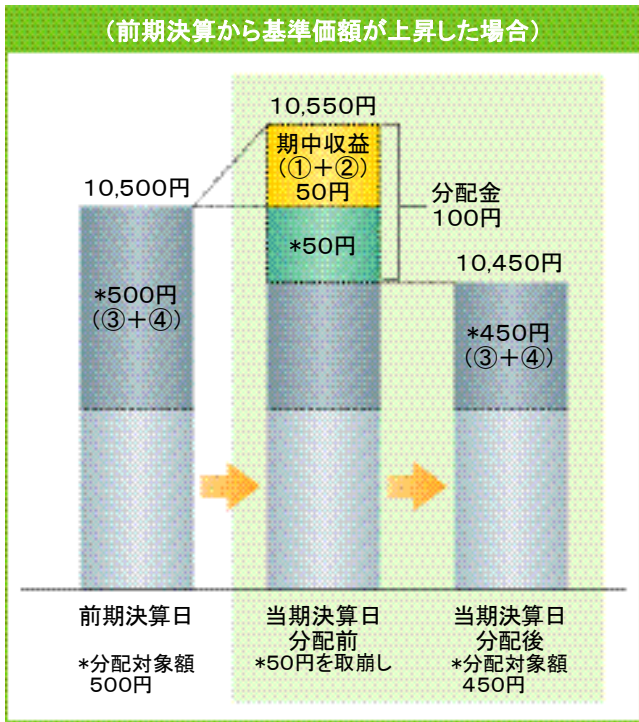 （前期決算から基準価額が上昇した場合）
10,550円
期中収益
（①＋②）
50円
10,500円
分配金
100円
*50円
10,450円
*500円
（③＋④）
*450円
（③＋④）
前期決算日
*分配対象額
500円
当期決算日
分配前
*50円を取崩し
当期決算日
分配後
*分配対象額
450円